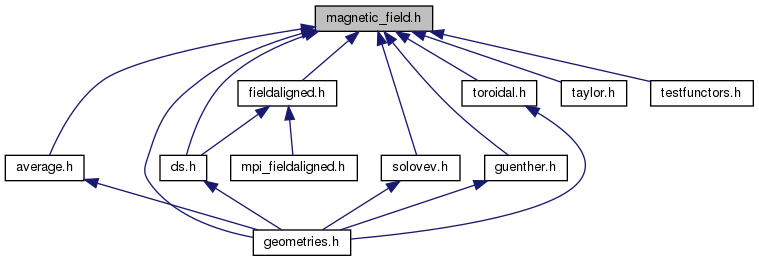 magnetic_field.h
fieldaligned.h
toroidal.h
taylor.h
testfunctors.h
average.h
ds.h
mpi_fieldaligned.h
solovev.h
guenther.h
geometries.h